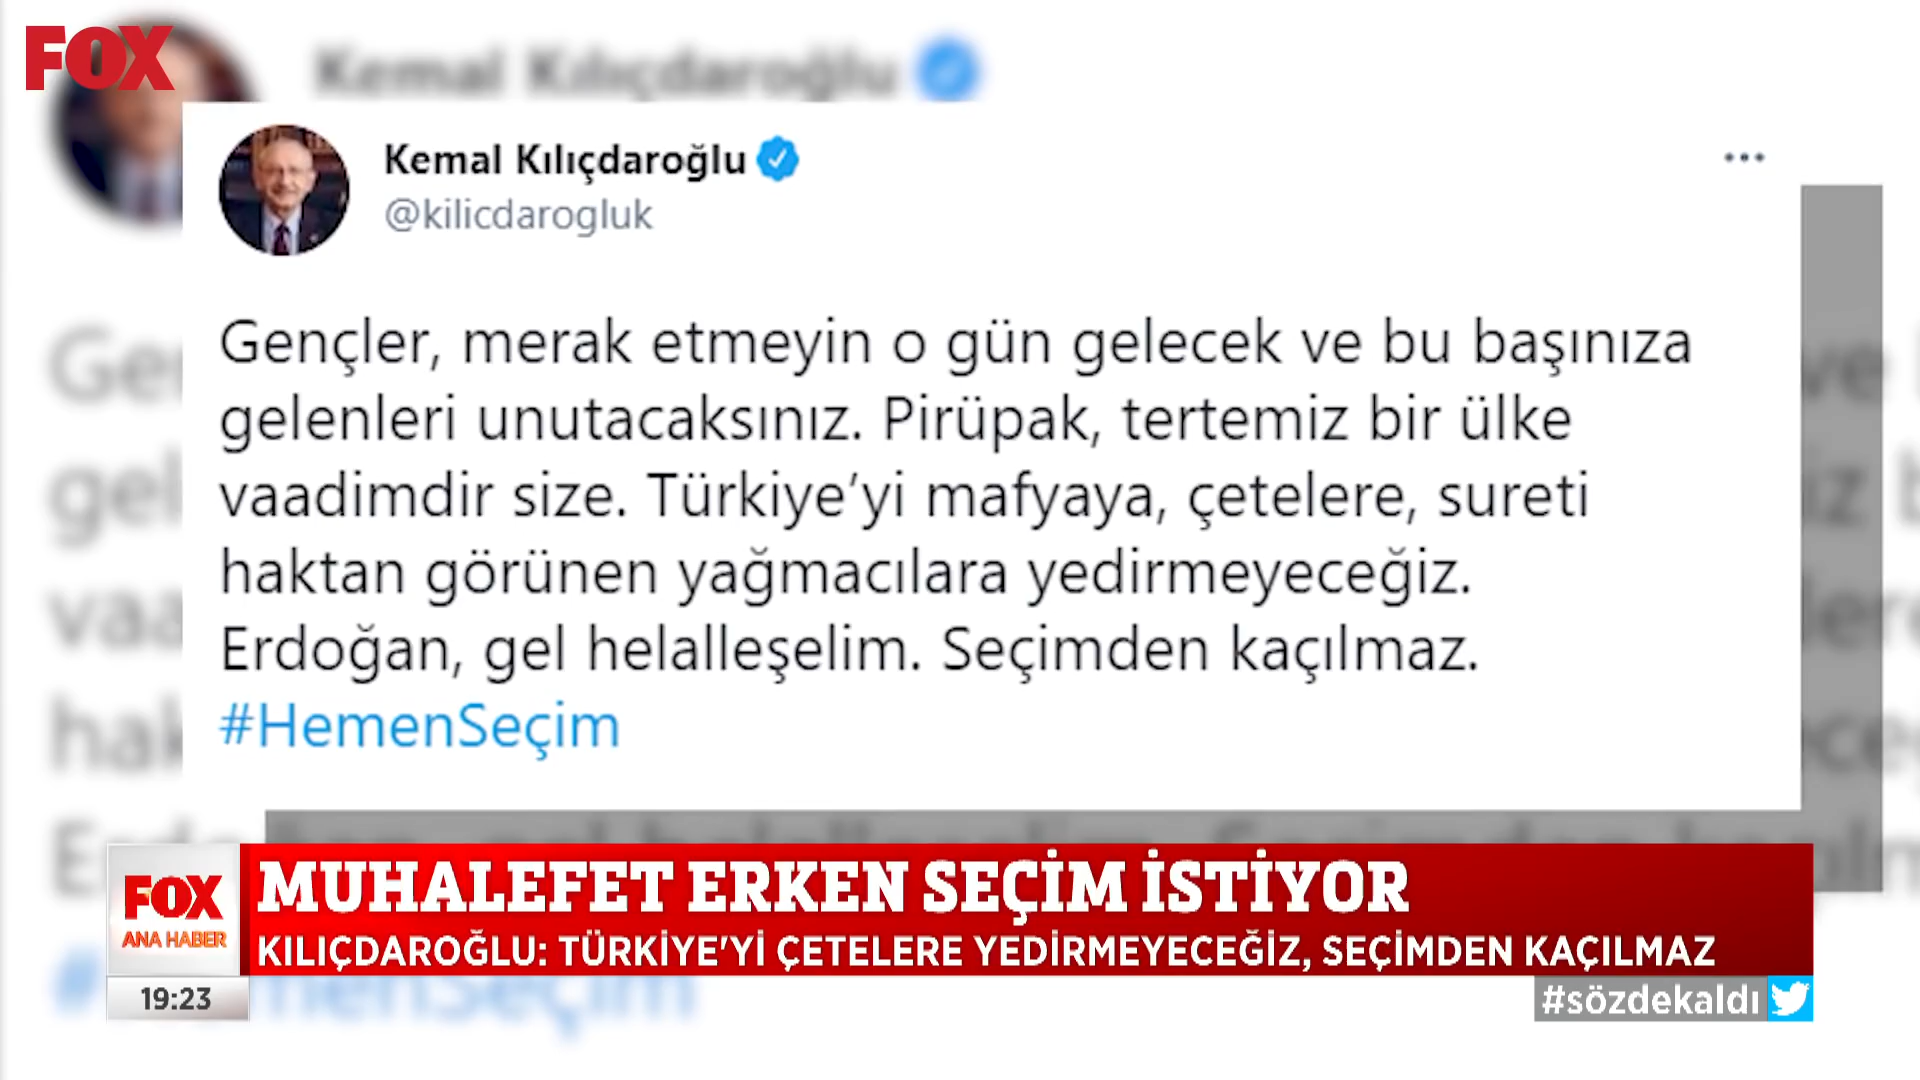 FOX
Kemal Kılıçdaroğlu
Kemal Kılıçdaroğlu
@kilicdarogluk
Gençler, merak etmeyin o gün gelecek ve bu başınıza
gelenleri unutacaksınız. Pirüpak, tertemiz bir ülke
vaadimdir size. Türkiye’yi mafyaya, çetelere, sureti
haktan görünen yağmacılara yedirmeyeceğiz.
Erdoğan, gel helalleşelim. Seçimden kaçılmaz.
#HemenSeçim
FOX
ANA HABER
MUHALEFET ERKEN SEÇİM İSTİYOR
KILIÇDAROĞLU: TÜRKİYE'Yİ ÇETELERE YEDİRMEYECEĞİZ, SEÇİMDEN KAÇILMAZ
19:23
#sözdekaldı